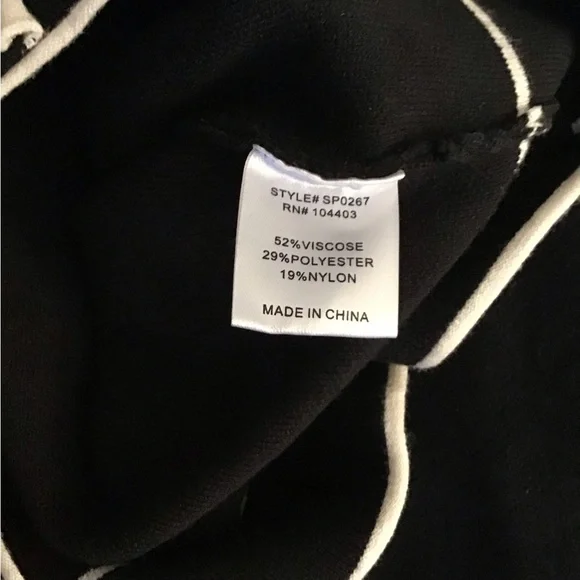 STYLE# SP0267
RN# 104403
52%VISCOSE
29%POLYESTER
19%NYLON
MADE IN CHINA